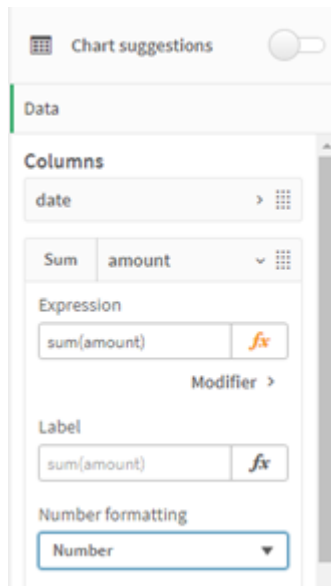 Chart suggestions
Data
Columns
date
Sum amount
Expression
sum(amount) fx
Modifier >
Label
sum(amount) fx
Number formatting
Number